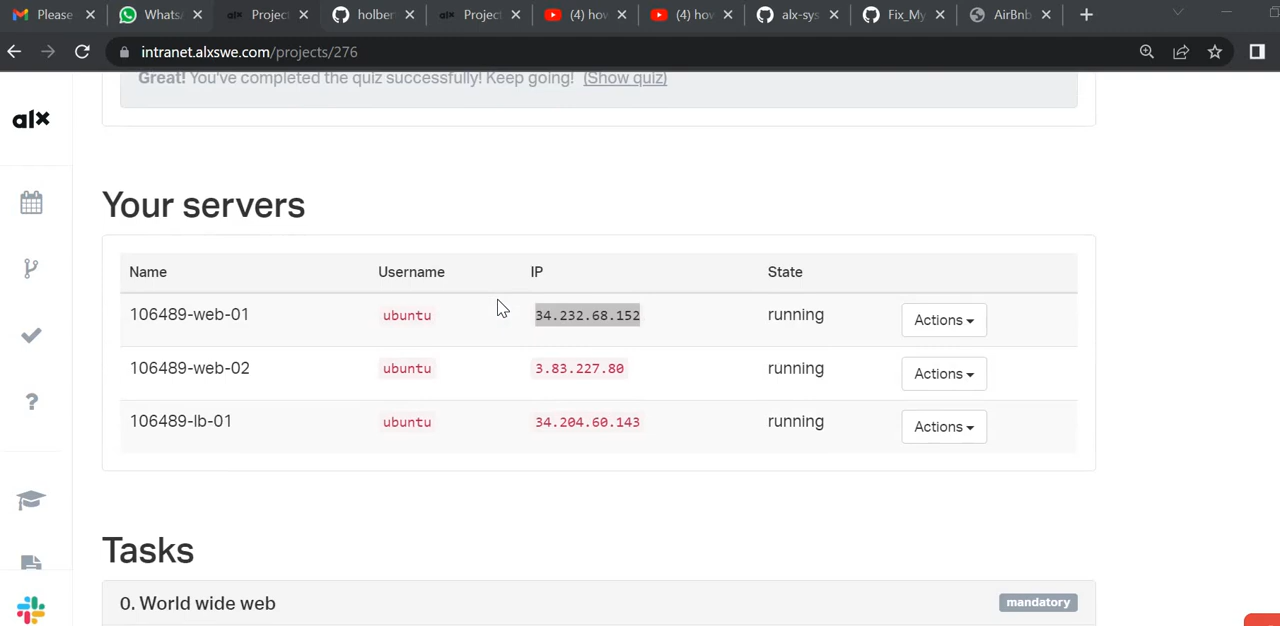 Please WhatsA Project holber Project (4) hov (4) hov alx-sys Fix_My AirBnb
intranet.alxswe.com/projects/276
Great! You've completed the quiz successfully! Keep going! (Show quiz)
alx
Your servers
Name Username IP State
106489-web-01 ubuntu 34.232.68.152 running Actions
106489-web-02 ubuntu 3.83.227.80 running Actions
106489-lb-01 ubuntu 34.204.60.143 running Actions
Tasks
0. World wide web mandatory